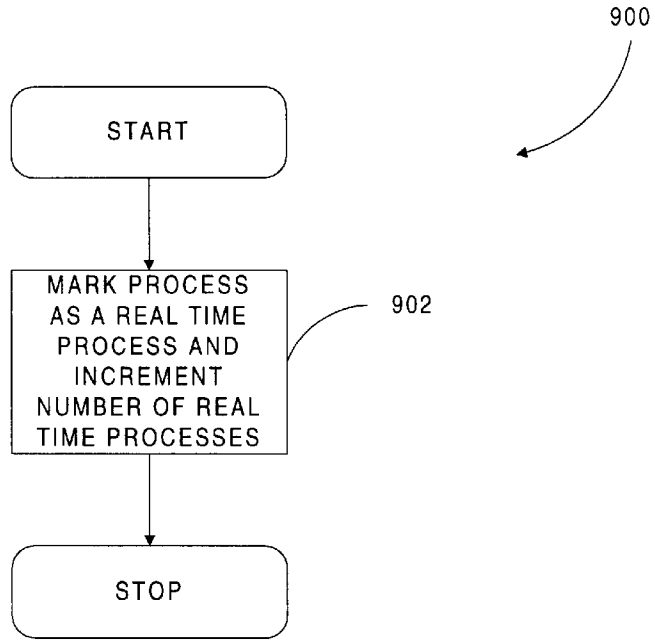 900
START
MARK PROCESS
AS A REAL TIME
PROCESS AND
INCREMENT
NUMBER OF REAL
TIME PROCESSES
902
STOP